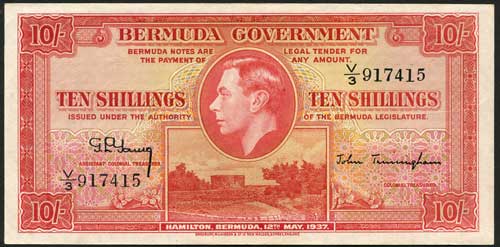 10/- BERMUDA GOVERNMENT 10/-
BERMUDA NOTES ARE LEGAL TENDER FOR
THE PAYMENT OF ANY AMOUNT.
V/3 917415
TEN SHILLINGS TEN SHILLINGS
ISSUED UNDER THE AUTHORITY OF THE BERMUDA LEGISLATURE.
ASSISTANT COLONIAL TREASURER. COLONIAL TREASURER.
V/3 917415
10/- HAMILTON, BERMUDA, 12TH MAY, 1937. 10/-